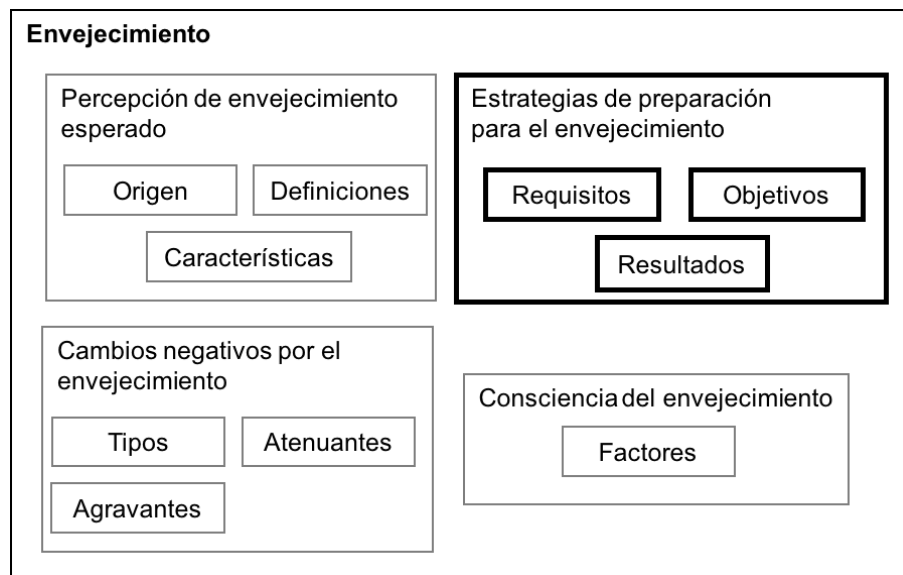 Envejecimiento
Percepción de envejecimiento
esperado
Origen
Definiciones
Características
Estrategias de preparación
para el envejecimiento
Requisitos
Objetivos
Resultados
Cambios negativos por el
envejecimiento
Tipos
Atenuantes
Agravantes
Consciencia del envejecimiento
Factores